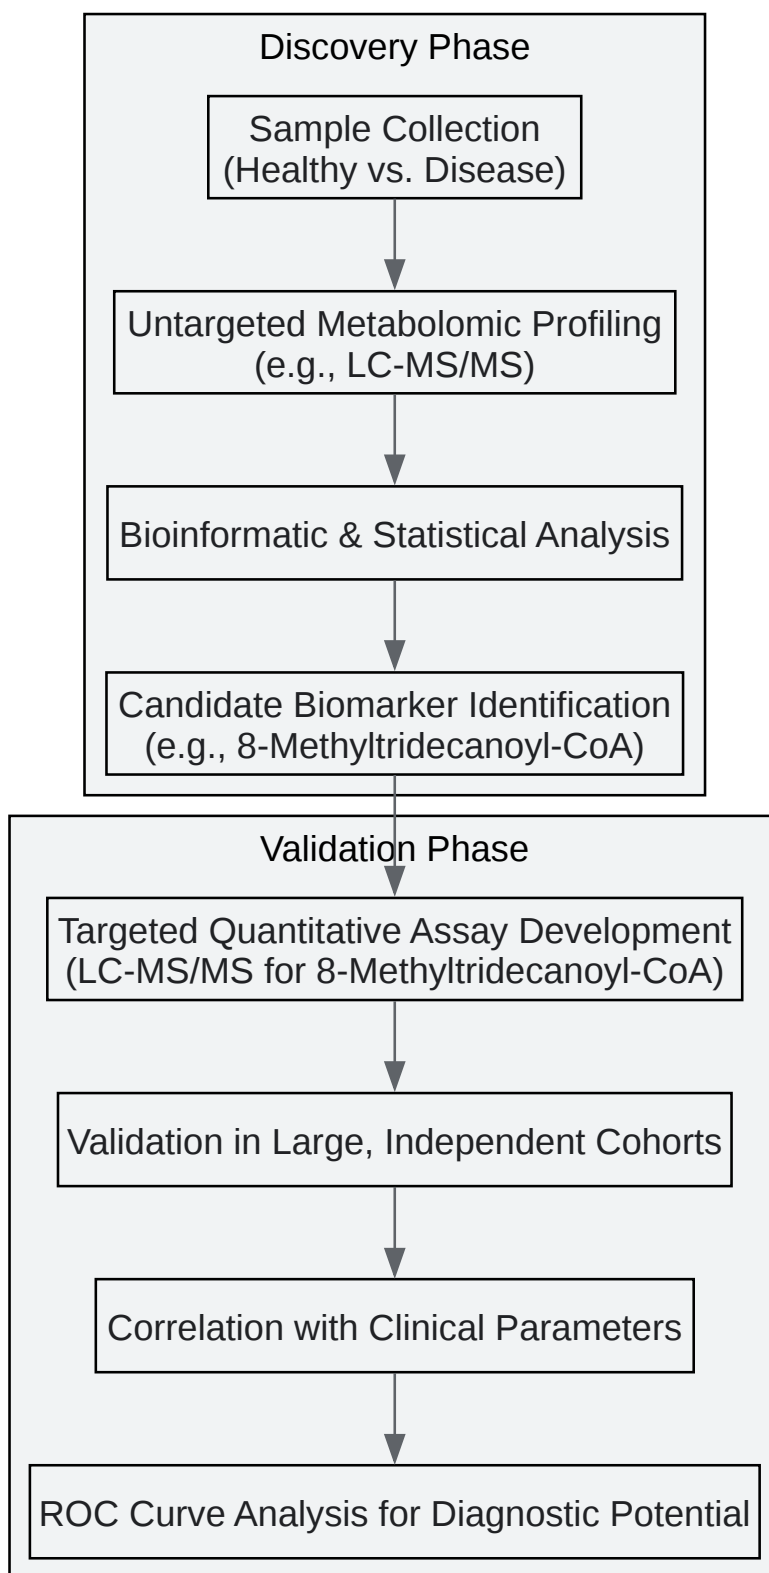 Discovery Phase
Sample Collection
(Healthy vs. Disease)
Untargeted Metabolomic Profiling
(e.g., LC-MS/MS)
Bioinformatic & Statistical Analysis
Candidate Biomarker Identification
(e.g., 8-Methyltridecanoyl-CoA)
Validation Phase
Targeted Quantitative Assay Development
(LC-MS/MS for 8-Methyltridecanoyl-CoA)
Validation in Large, Independent Cohorts
Correlation with Clinical Parameters
ROC Curve Analysis for Diagnostic Potential